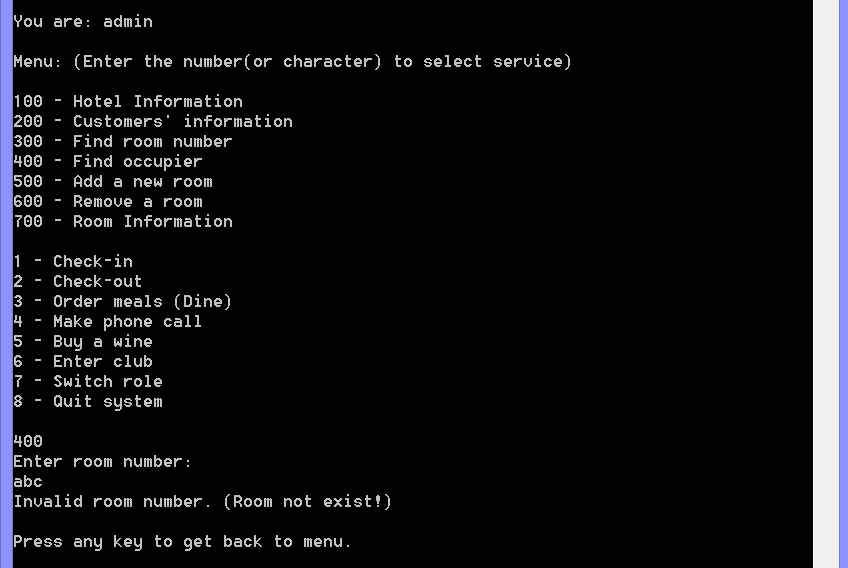 You are: admin
Menu: (Enter the number(or character) to select service)
100 - Hotel Information
200 - Customers' information
300 - Find room number
400 - Find occupier
500 - Add a new room
600 - Remove a room
700 - Room Information
1 - Check-in
2 - Check-out
3 - Order meals (Dine)
4 - Make phone call
5 - Buy a wine
6 - Enter club
7 - Switch role
8 - Quit system
400
Enter room number:
abc
Invalid room number. (Room not exist!)
Press any key to get back to menu.